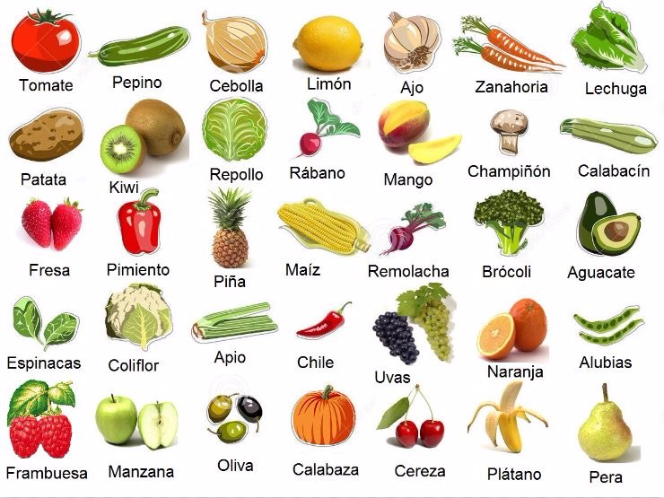 Tomate
Pepino
Cebolla
Limón
Ajo
Zanahoria
Lechuga
Patata
Kiwi
Repollo
Rábano
Mango
Champiñón
Calabacín
Fresa
Pimiento
Piña
Maíz
Remolacha
Brócoli
Aguacate
Espinacas
Coliflor
Apio
Chile
Uvas
Naranja
Alubias
Frambuesa
Manzana
Oliva
Calabaza
Cereza
Plátano
Pera